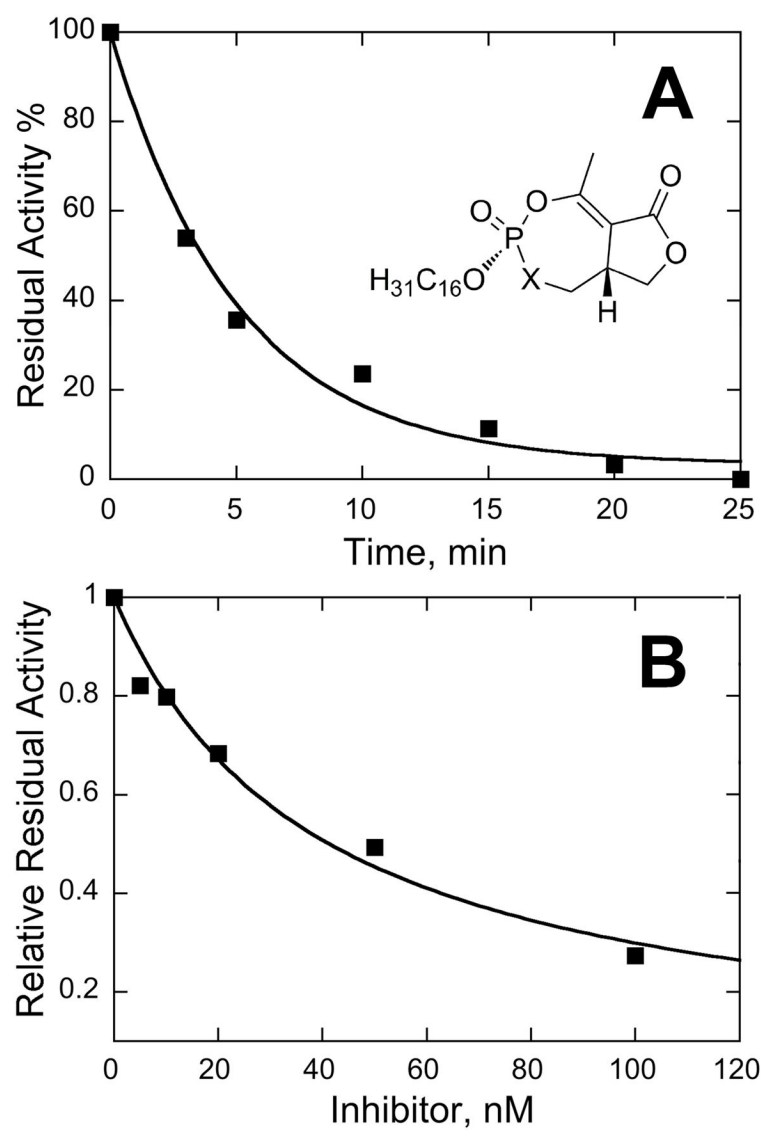 A
Residual Activity %
100
80
60
40
20
0
0 5 10 15 20 25
Time, min
O
O
O
P
O
H31C16O
X
H
B
Relative Residual Activity
1
0.8
0.6
0.4
0.2
0 20 40 60 80 100 120
Inhibitor, nM